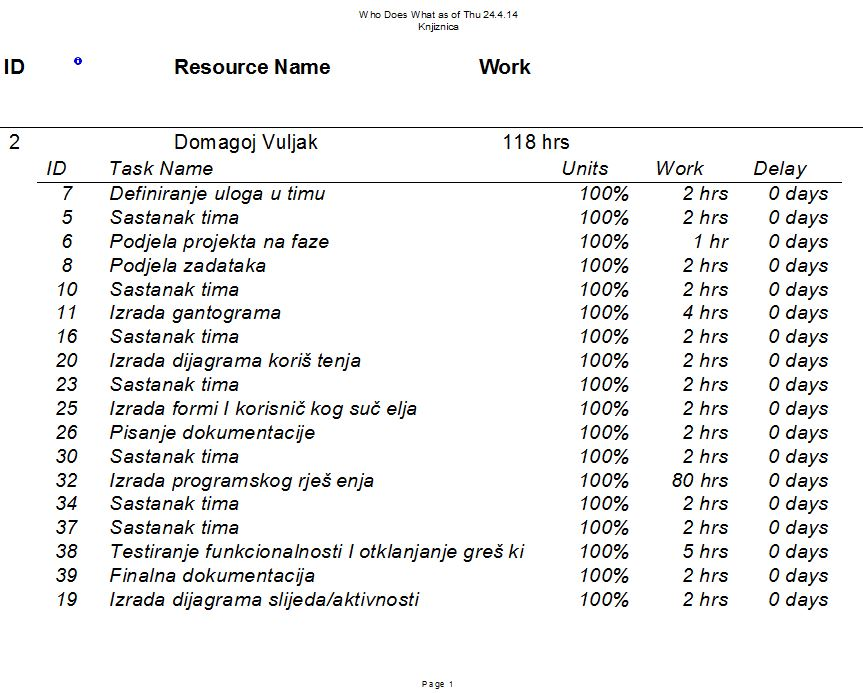 Who Does What as of Thu 24.4.14
Knjiznica
ID Resource Name Work
2 Domagoj Vuljak 118 hrs
ID Task Name Units Work Delay
7 Definiranje uloga u timu 100% 2 hrs 0 days
5 Sastanak tima 100% 2 hrs 0 days
6 Podjela projekta na faze 100% 1 hr 0 days
8 Podjela zadataka 100% 2 hrs 0 days
10 Sastanak tima 100% 2 hrs 0 days
11 Izrada gantograma 100% 4 hrs 0 days
16 Sastanak tima 100% 2 hrs 0 days
20 Izrada dijagrama koriš tenja 100% 2 hrs 0 days
23 Sastanak tima 100% 2 hrs 0 days
25 Izrada formi I korisnič kog suč elja 100% 2 hrs 0 days
26 Pisanje dokumentacije 100% 2 hrs 0 days
30 Sastanak tima 100% 2 hrs 0 days
32 Izrada programskog rješ enja 100% 80 hrs 0 days
34 Sastanak tima 100% 2 hrs 0 days
37 Sastanak tima 100% 2 hrs 0 days
38 Testiranje funkcionalnosti I otklanjanje greš ki 100% 5 hrs 0 days
39 Finalna dokumentacija 100% 2 hrs 0 days
19 Izrada dijagrama slijeda/aktivnosti 100% 2 hrs 0 days
Page 1